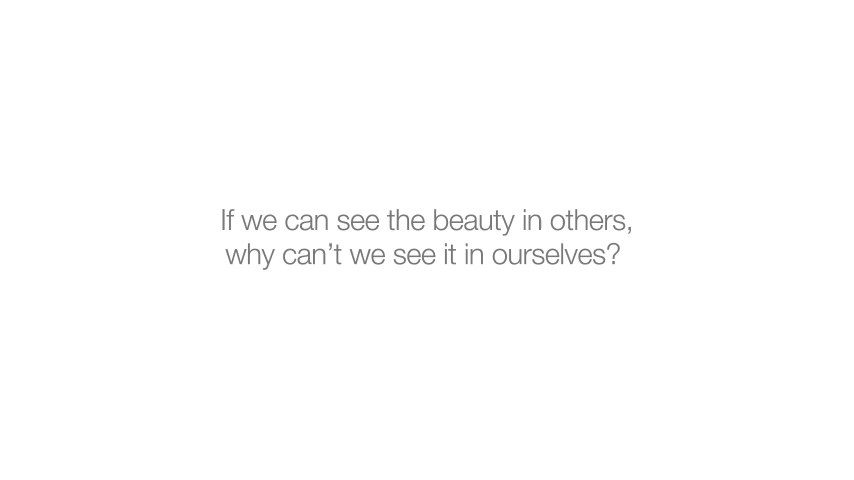 If we can see the beauty in others,
why can’t we see it in ourselves?